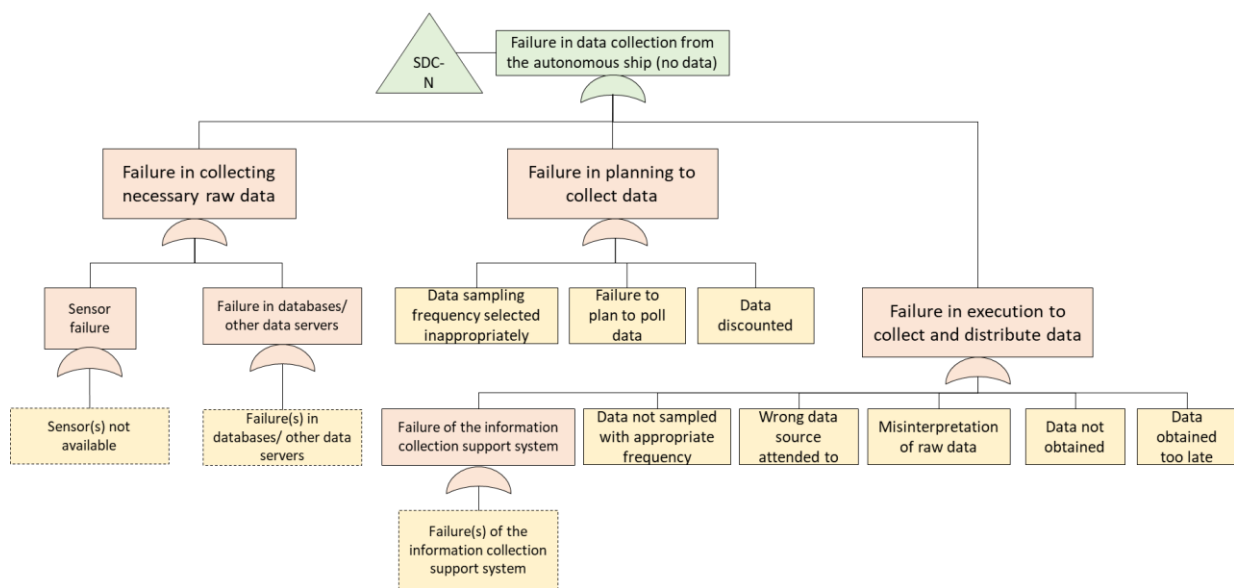 SDC-
N
Failure in data collection from
the autonomous ship (no data)
Failure in collecting
necessary raw data
Failure in planning to
collect data
Sensor
failure
Failure in databases/
other data servers
Data sampling
frequency selected
inappropriately
Failure to
plan to poll
data
Data
discounted
Failure in execution to
collect and distribute data
Sensor(s) not
available
Failure(s) in
databases/ other data
servers
Failure of the information
collection support system
Data not sampled
with appropriate
frequency
Wrong data
source
attended to
Misinterpretation
of raw data
Data not
obtained
Data
obtained
too late
Failure(s) of the
information collection
support system